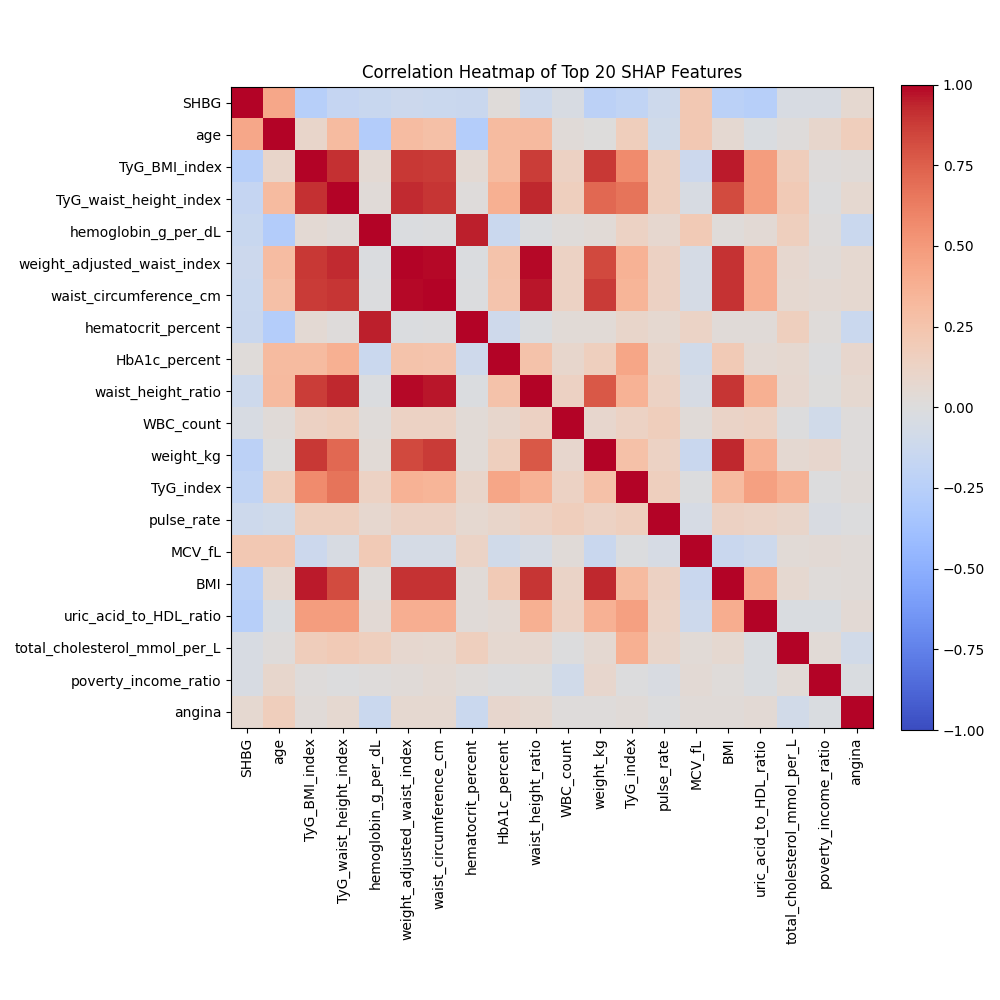 Correlation Heatmap of Top 20 SHAP Features
SHBG
age
TyG_BMI_index
TyG_waist_height_index
hemoglobin_g_per_dL
weight_adjusted_waist_index
waist_circumference_cm
hematocrit_percent
HbA1c_percent
waist_height_ratio
WBC_count
weight_kg
TyG_index
pulse_rate
MCV_fL
BMI
uric_acid_to_HDL_ratio
total_cholesterol_mmol_per_L
poverty_income_ratio
angina
SHBG
age
TyG_BMI_index
TyG_waist_height_index
hemoglobin_g_per_dL
weight_adjusted_waist_index
waist_circumference_cm
hematocrit_percent
HbA1c_percent
waist_height_ratio
WBC_count
weight_kg
TyG_index
pulse_rate
MCV_fL
BMI
uric_acid_to_HDL_ratio
total_cholesterol_mmol_per_L
poverty_income_ratio
angina
1.00
0.75
0.50
0.25
0.00
−0.25
−0.50
−0.75
−1.00